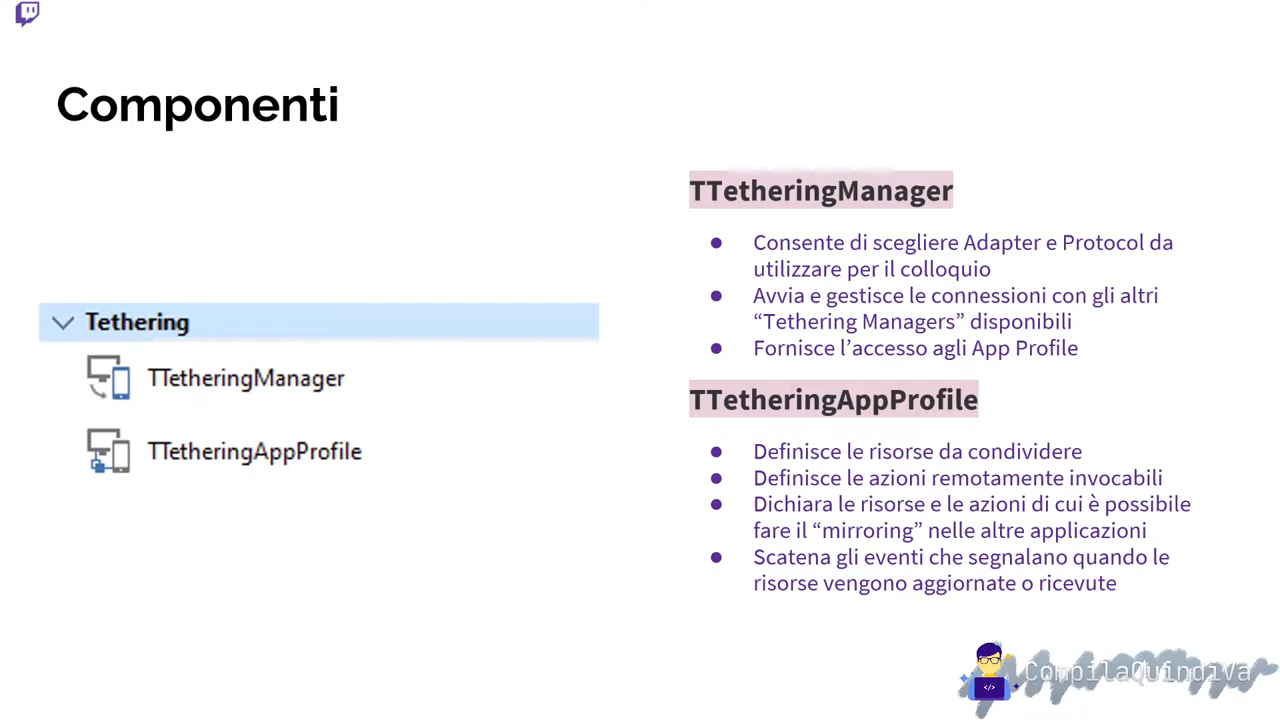 Componenti
Tethering
TTetheringManager
TTetheringAppProfile
TTetheringManager
● Consente di scegliere Adapter e Protocol da
utilizzare per il colloquio
● Avvia e gestisce le connessioni con gli altri
“Tethering Managers” disponibili
● Fornisce l’accesso agli App Profile
TTetheringAppProfile
● Definisce le risorse da condividere
● Definisce le azioni remotamente invocabili
● Dichiara le risorse e le azioni di cui è possibile
fare il “mirroring” nelle altre applicazioni
● Scatena gli eventi che segnalano quando le
risorse vengono aggiornate o ricevute
</> CompilaQuindiVa